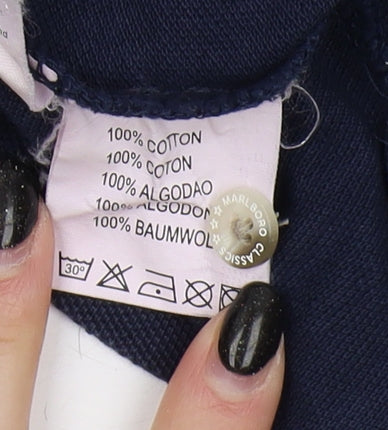 100% COTTON
100% COTON
100% ALGODAO
100% ALGODON
100% BAUMWOL
30°
MARLBORO CLASSICS